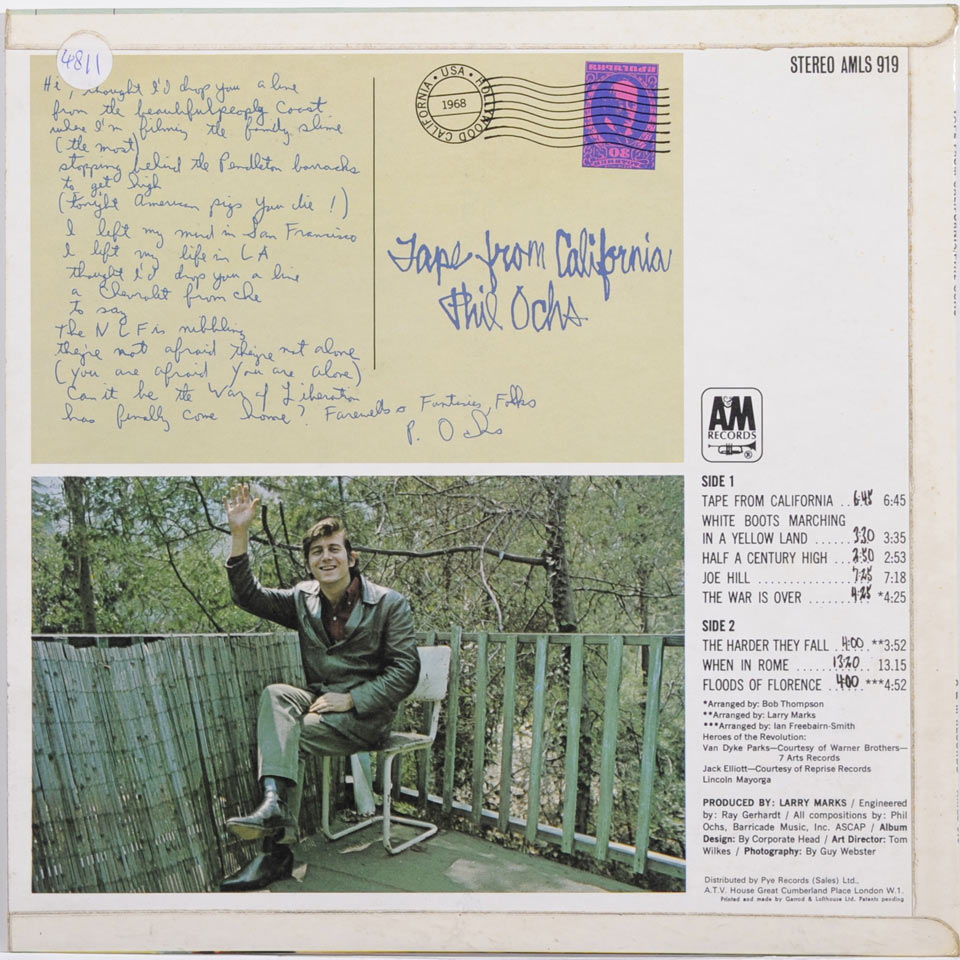 4811
Hi, I thought I'd drop you a line
from the beautifulpeoply Coast
where I'm filming the family slime
(the most)
stopping behind the Pendleton barracks
to get high
(tonight American pigs you die!)
I left my mind in San Francisco
I left my life in LA
thought I'd drop you a line
a Chevrolet from che
to say
The NLF is nibbling
they're not afraid they're not alone
(you are afraid you are alone)
Can it be the War of Liberation
has finally come home? Farewells & Fantasies, Folks
P. Ochs
HOLLYWOOD CALIFORNIA • USA •
1968
Tape from California
Phil Ochs
STEREO AMLS 919
A&M
RECORDS
®
SIDE 1
TAPE FROM CALIFORNIA .. 6:45 6:45
WHITE BOOTS MARCHING
IN A YELLOW LAND ...... 3:30 3:35
HALF A CENTURY HIGH ... 2:50 2:53
JOE HILL .............. 7:25 7:18
THE WAR IS OVER ....... 4:25 *4:25
SIDE 2
THE HARDER THEY FALL . 4:00 **3:52
WHEN IN ROME ...... 13:20 13.15
FLOODS OF FLORENCE .. 4:00 ***4:52
*Arranged by: Bob Thompson
**Arranged by: Larry Marks
***Arranged by: Ian Freebairn-Smith
Heroes of the Revolution:
Van Dyke Parks—Courtesy of Warner Brothers—
7 Arts Records
Jack Elliott—Courtesy of Reprise Records
Lincoln Mayorga
PRODUCED BY: LARRY MARKS / Engineered
by: Ray Gerhardt / All compositions by: Phil
Ochs, Barricade Music, Inc. ASCAP / Album
Design: By Corporate Head / Art Director: Tom
Wilkes / Photography: By Guy Webster
Distributed by Pye Records (Sales) Ltd.,
A.T.V. House Great Cumberland Place London W.1.
Printed and made by Garrod & Lofthouse Ltd. Patents pending